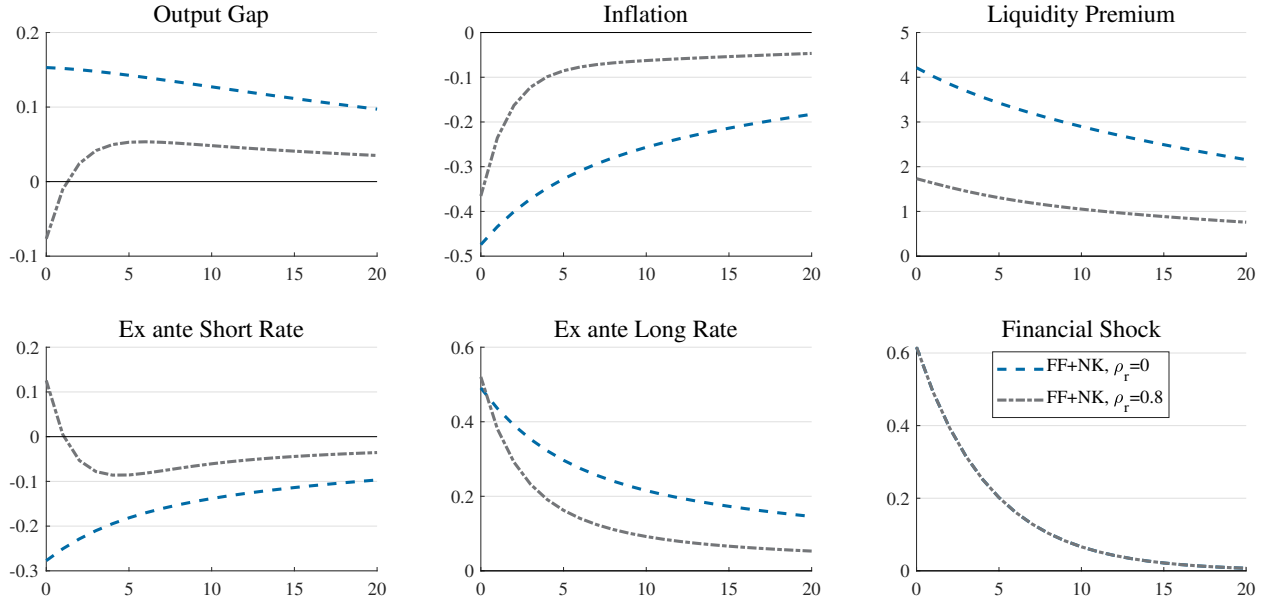 Output Gap
0.2
0.1
0
-0.1
0 5 10 15 20
Inflation
0
-0.1
-0.2
-0.3
-0.4
-0.5
0 5 10 15 20
Liquidity Premium
5
4
3
2
1
0
0 5 10 15 20
Ex ante Short Rate
0.2
0.1
0
-0.1
-0.2
-0.3
0 5 10 15 20
Ex ante Long Rate
0.6
0.4
0.2
0
0 5 10 15 20
Financial Shock
0.6
0.4
0.2
0
0 5 10 15 20
FF+NK, ρ_r=0
FF+NK, ρ_r=0.8